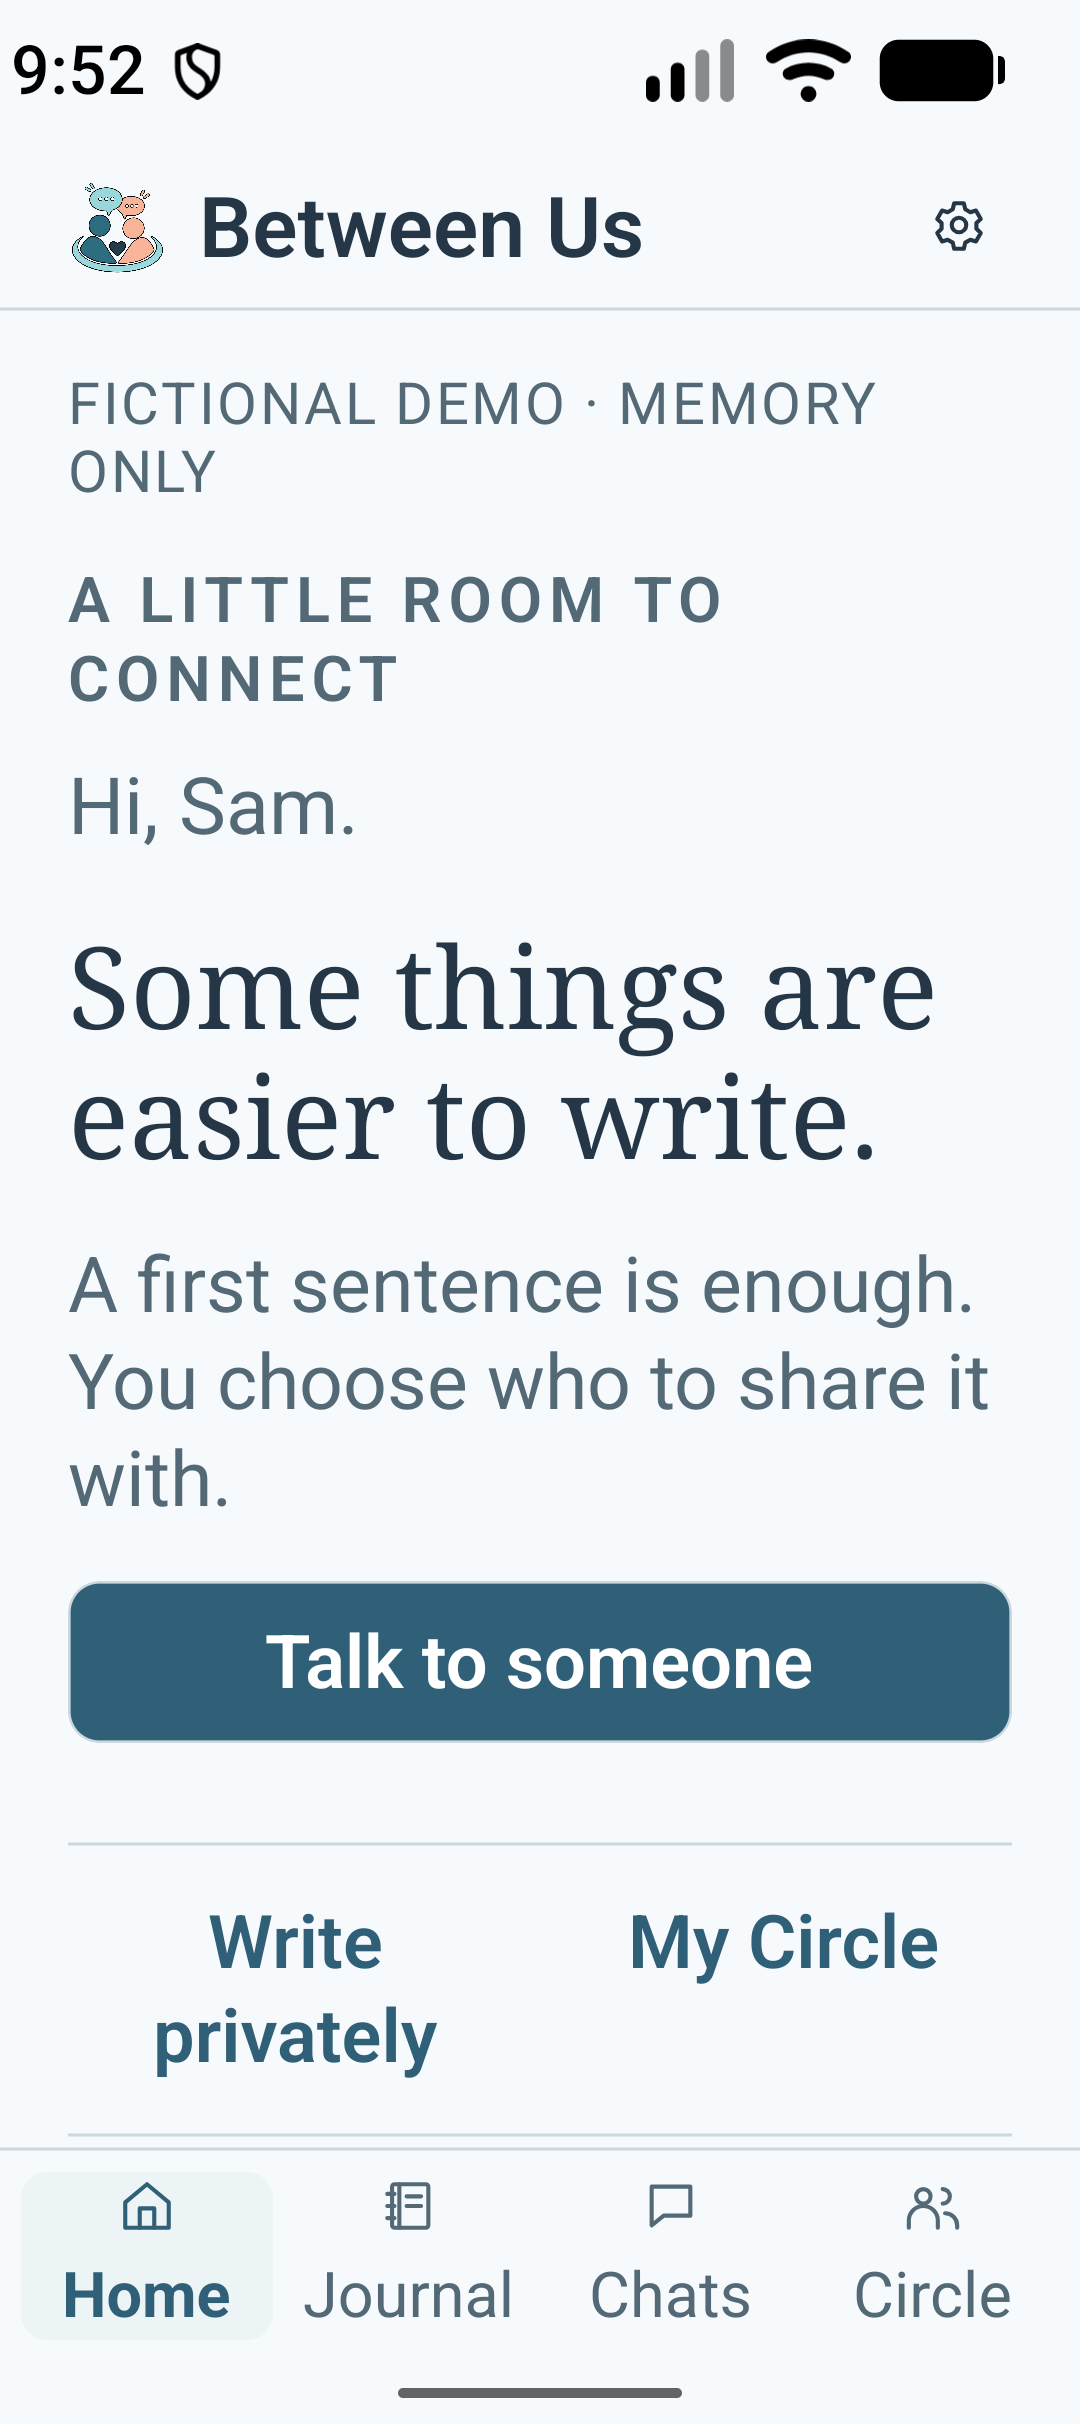 9:52
Between Us
FICTIONAL DEMO · MEMORY
ONLY
A LITTLE ROOM TO
CONNECT
Hi, Sam.
Some things are
easier to write.
A first sentence is enough.
You choose who to share it
with.
Talk to someone
Write
privately
My Circle
Home
Journal
Chats
Circle